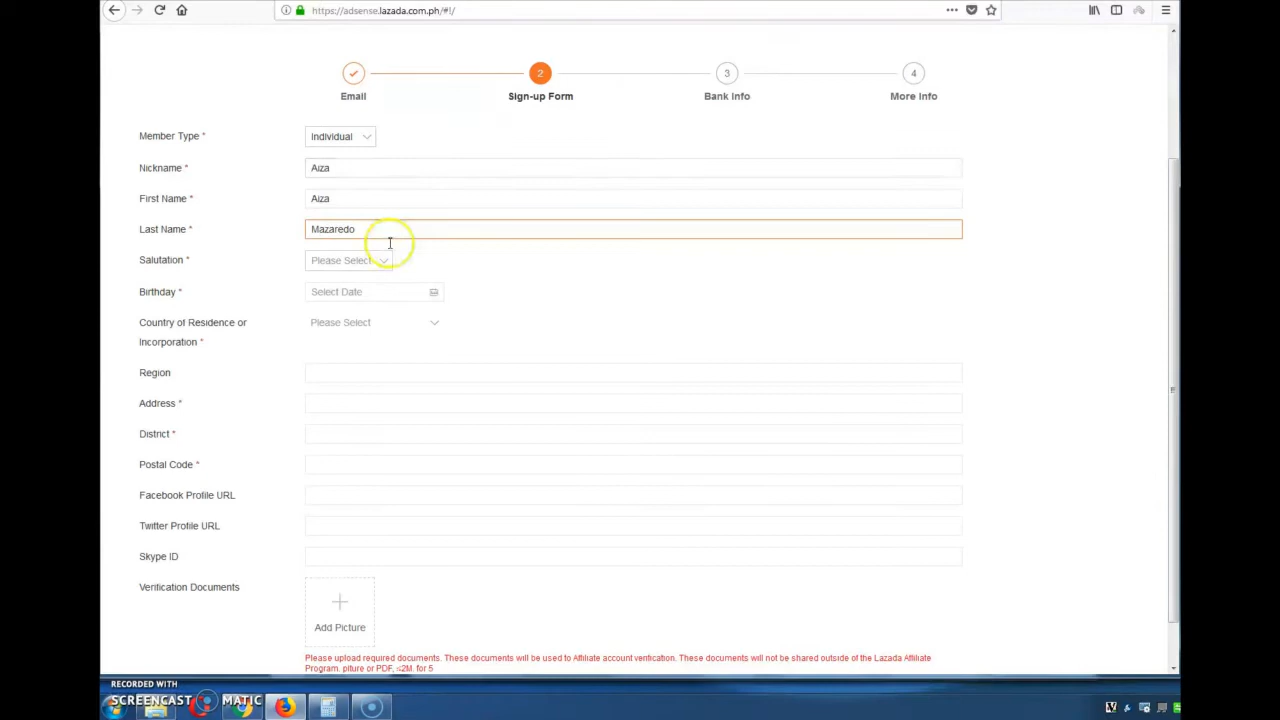 https://adsense.lazada.com.ph/#!/
2
3
4
Email
Sign-up Form
Bank Info
More Info
Member Type *
Individual
Nickname *
Aiza
First Name *
Aiza
Last Name *
Mazaredo
Salutation *
Please Select
Birthday *
Select Date
Country of Residence or
Incorporation *
Please Select
Region
Address *
District *
Postal Code *
Facebook Profile URL
Twitter Profile URL
Skype ID
Verification Documents
Add Picture
Please upload required documents. These documents will be used to Affiliate account verification. These documents will not be shared outside of the Lazada Affiliate
Program. piture or PDF, ≤2M. for 5
RECORDED WITH
SCREENCAST MATIC